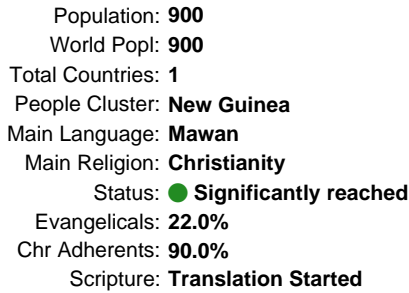 Population: 900
World Popl: 900
Total Countries: 1
People Cluster: New Guinea
Main Language: Mawan
Main Religion: Christianity
Status: Significantly reached
Evangelicals: 22.0%
Chr Adherents: 90.0%
Scripture: Translation Started